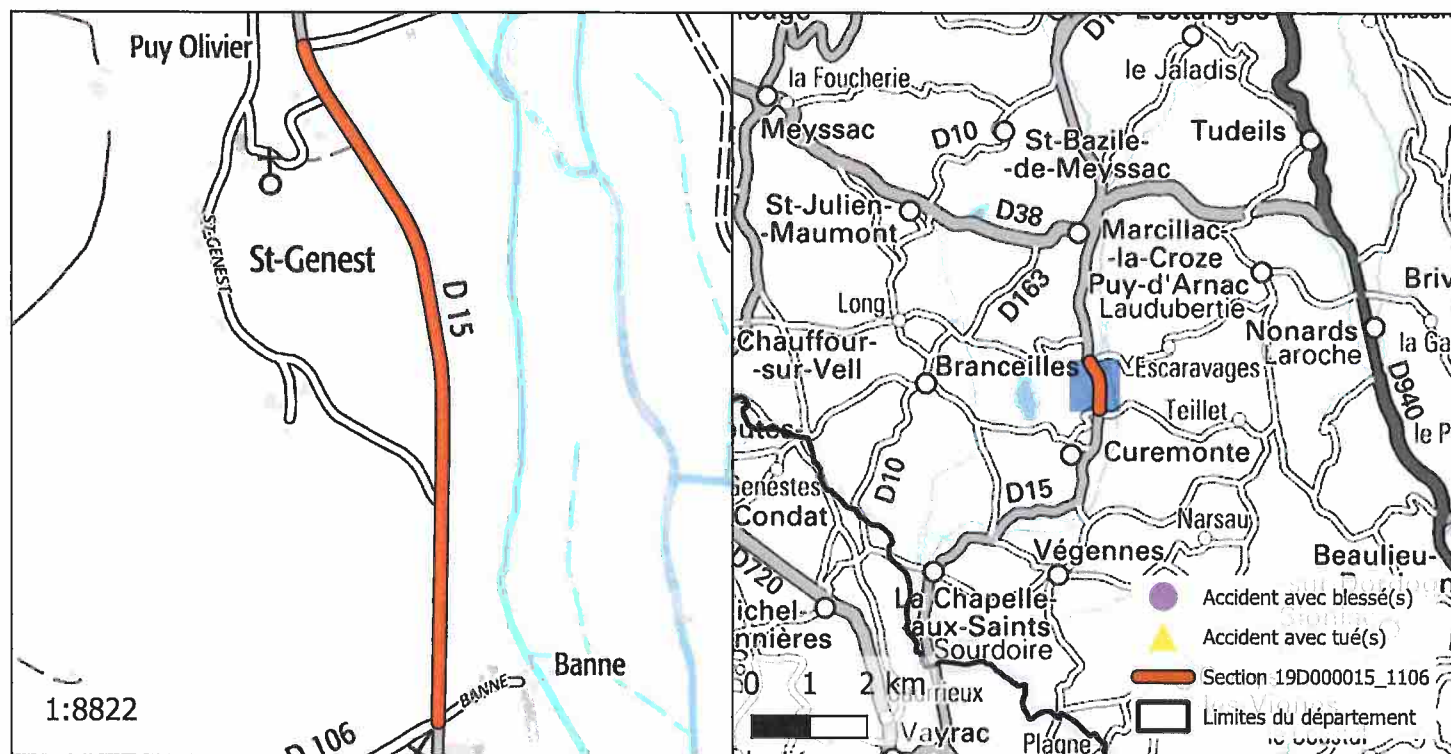 Puy Olivier
ST-GENEST
St-Genest
D 15
Banne
BANNE
D 106
1:8822
la Foucherie
le Jaladis
Meyssac
D10
St-Bazile-
-de-Meyssac
Tudeils
St-Julien-
-Maumont
D38
Marcillac-
-la-Croze
Puy-d'Arnac
Laudubertie
D163
Long
Nonards
Laroche
Chauffour-
-sur-Vell
Branceilles
Escaravages
D940
Teillet
Curemonte
D10
D15
Genestes
Condat
Narsau
D720
Végennes
Beaulieu-
La Chapelle-
-aux-Saints
Sourdoire
Vayrac
Plagne
0 1 2 km
Accident avec blessé(s)
Accident avec tué(s)
Section 19D000015_1106
Limites du département